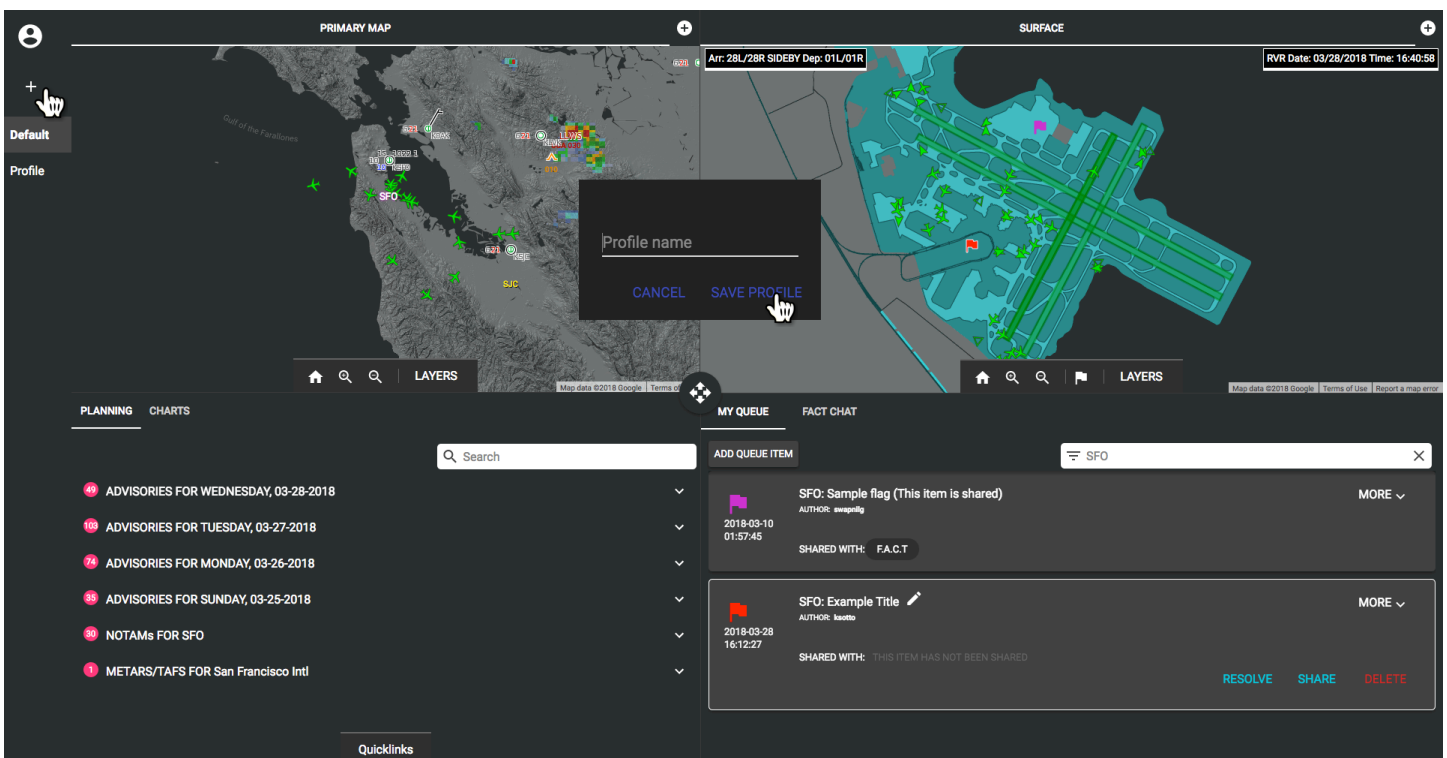 PRIMARY MAP
SURFACE
Arr: 28L/28R SIDEBY Dep: 01L/01R
RVR Date: 03/28/2018 Time: 16:40:58
Default
Profile
Gulf of the Farallones
LLWS
SFO
SJC
Profile name
CANCEL SAVE PROFILE
LAYERS
Map data ©2018 Google Terms of
LAYERS
Map data ©2018 Google Terms of Use Report a map error
PLANNING CHARTS
Search
49 ADVISORIES FOR WEDNESDAY, 03-28-2018
103 ADVISORIES FOR TUESDAY, 03-27-2018
74 ADVISORIES FOR MONDAY, 03-26-2018
35 ADVISORIES FOR SUNDAY, 03-25-2018
30 NOTAMs FOR SFO
1 METARS/TAFS FOR San Francisco Intl
Quicklinks
MY QUEUE FACT CHAT
ADD QUEUE ITEM
SFO
SFO: Sample flag (This item is shared)
MORE
AUTHOR: swapnilg
2018-03-10
01:57:45
SHARED WITH: F.A.C.T
SFO: Example Title
MORE
AUTHOR: ksotto
2018-03-28
16:12:27
SHARED WITH: THIS ITEM HAS NOT BEEN SHARED
RESOLVE SHARE DELETE